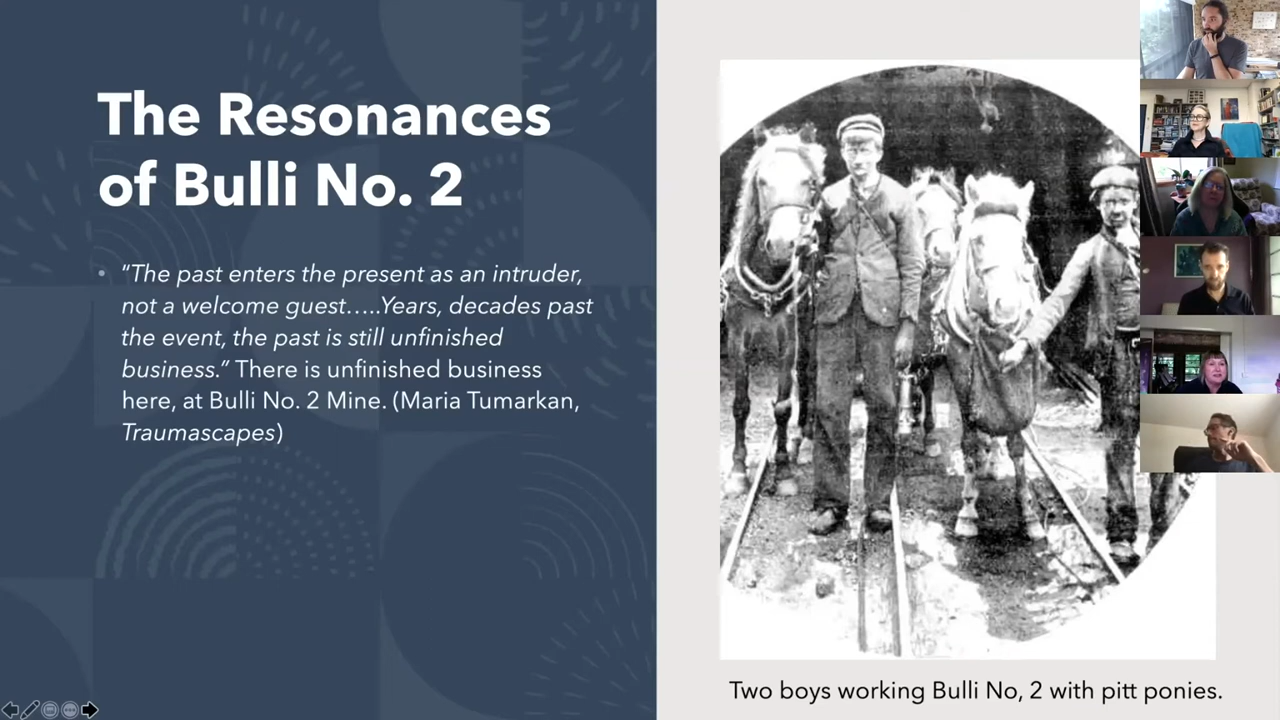 The Resonances
of Bulli No. 2
• “The past enters the present as an intruder,
not a welcome guest…..Years, decades past
the event, the past is still unfinished
business.” There is unfinished business
here, at Bulli No. 2 Mine. (Maria Tumarkan,
Traumascapes)
Two boys working Bulli No, 2 with pitt ponies.